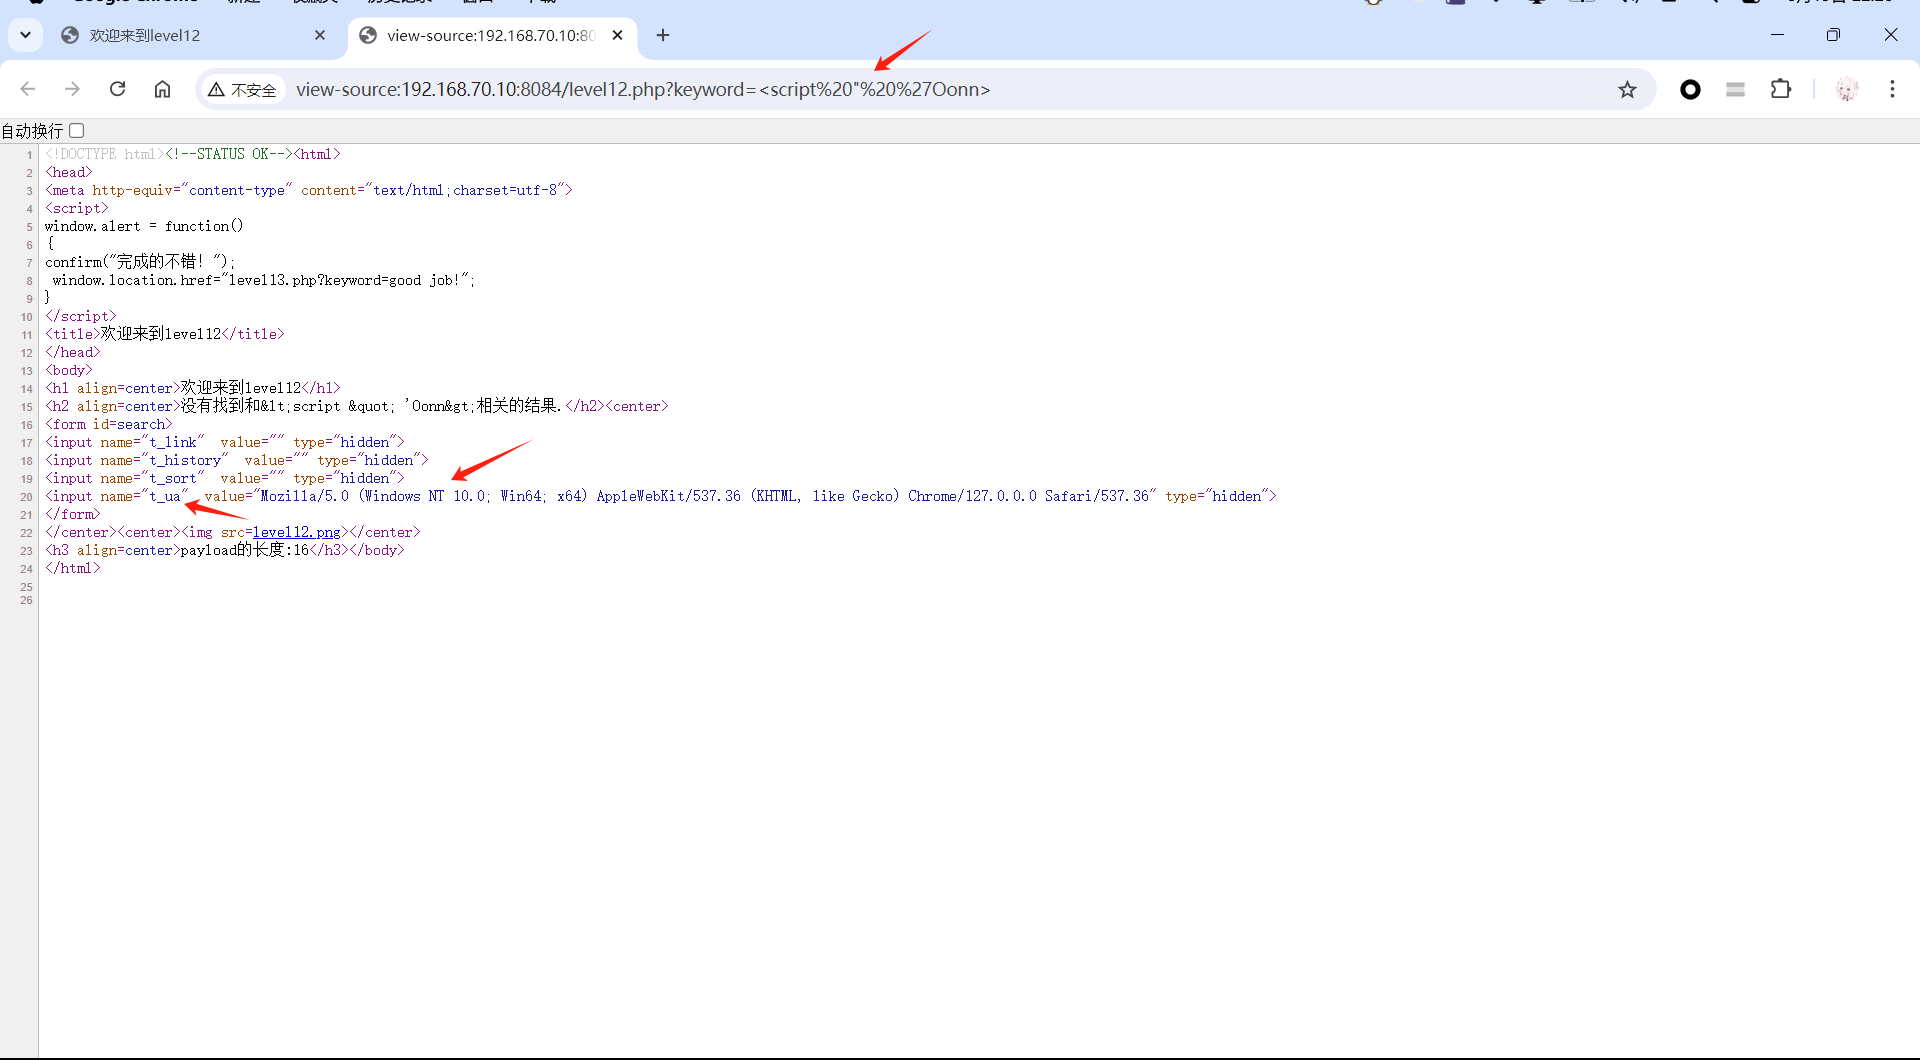 Google Chrome
欢迎来到level12
view-source:192.168.70.10:80
不安全
view-source:192.168.70.10:8084/level12.php?keyword=<script%20"%20%27Oonn>
自动换行
1 <!DOCTYPE html><!--STATUS OK--><html>
2 <head>
3 <meta http-equiv="content-type" content="text/html;charset=utf-8">
4 <script>
5 window.alert = function()
6 {
7 confirm("完成的不错！");
8 window.location.href="level13.php?keyword=good job!";
9 }
10 </script>
11 <title>欢迎来到level12</title>
12 </head>
13 <body>
14 <h1 align=center>欢迎来到level12</h1>
15 <h2 align=center>没有找到和&lt;script &quot; 'Oonn&gt;相关的结果.</h2><center>
16 <form id=search>
17 <input name="t_link"  value="" type="hidden">
18 <input name="t_history"  value="" type="hidden">
19 <input name="t_sort"  value="" type="hidden">
20 <input name="t_ua"  value="Mozilla/5.0 (Windows NT 10.0; Win64; x64) AppleWebKit/537.36 (KHTML, like Gecko) Chrome/127.0.0.0 Safari/537.36" type="hidden">
21 </form>
22 </center><center><img src=level12.png></center>
23 <h3 align=center>payload的长度:16</h3></body>
24 </html>
25
26